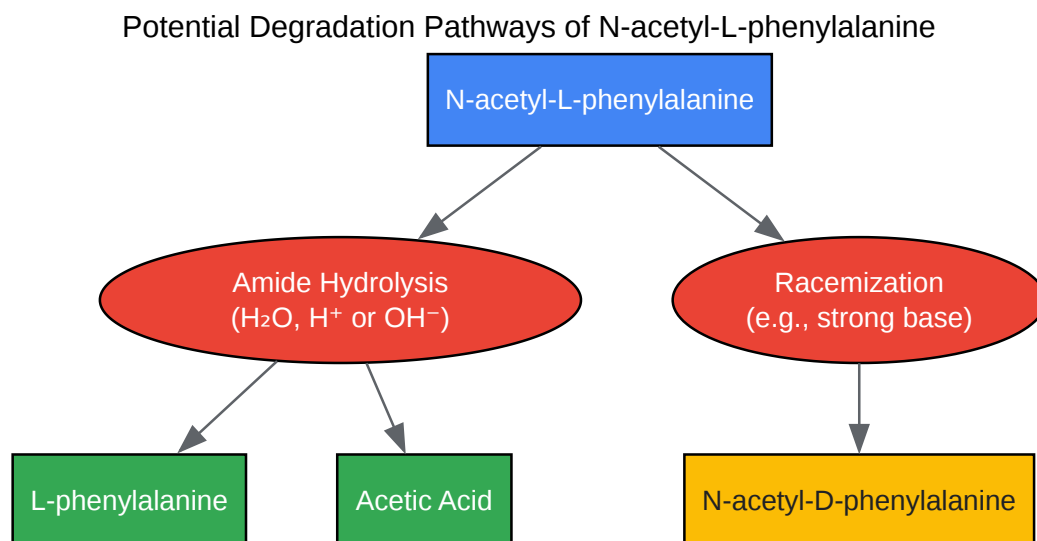 Potential Degradation Pathways of N-acetyl-L-phenylalanine
N-acetyl-L-phenylalanine
Amide Hydrolysis
(H₂O, H⁺ or OH⁻)
Racemization
(e.g., strong base)
L-phenylalanine
Acetic Acid
N-acetyl-D-phenylalanine